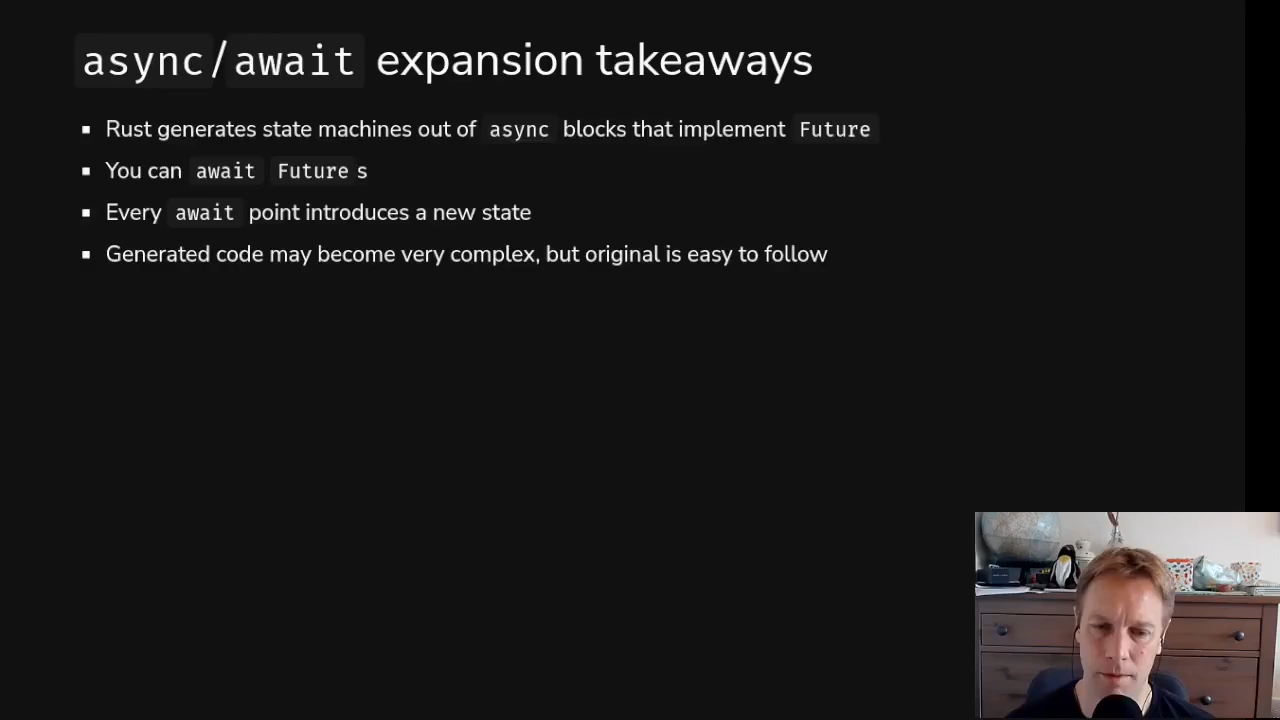 async/await expansion takeaways
Rust generates state machines out of async blocks that implement Future
You can await Futures
Every await point introduces a new state
Generated code may become very complex, but original is easy to follow